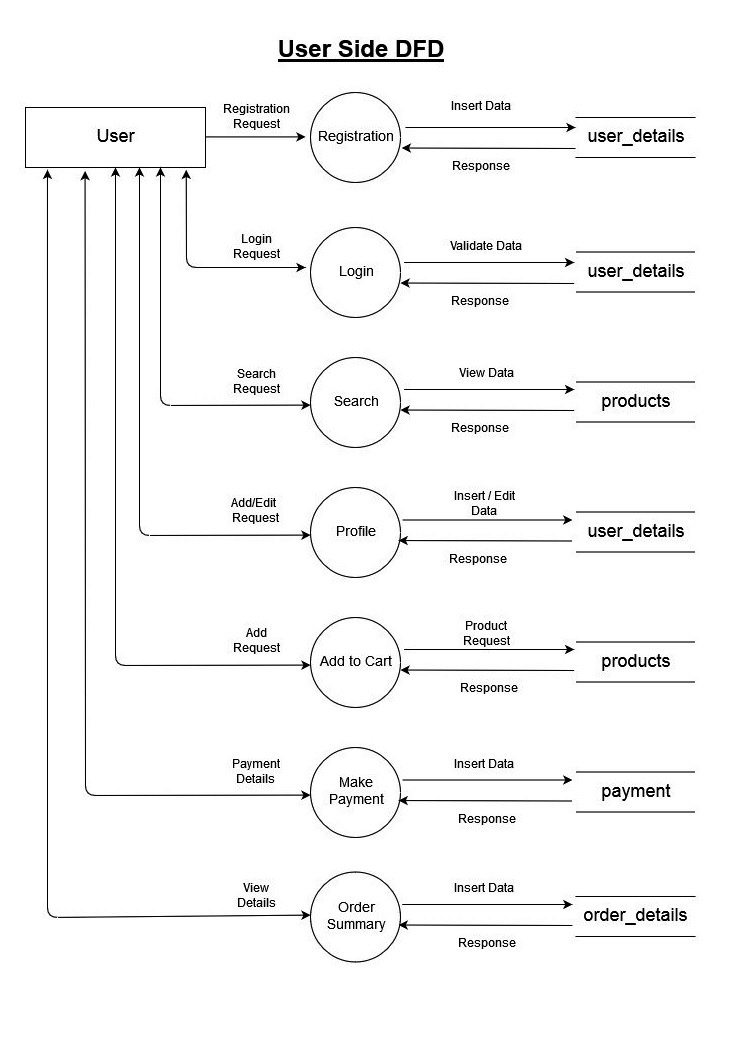 User Side DFD
User
Registration
Request
Registration
Insert Data
Response
user_details
Login
Request
Login
Validate Data
Response
user_details
Search
Request
Search
View Data
Response
products
Add/Edit
Request
Profile
Insert / Edit
Data
Response
user_details
Add
Request
Add to Cart
Product
Request
Response
products
Payment
Details
Make
Payment
Insert Data
Response
payment
View
Details
Order
Summary
Insert Data
Response
order_details